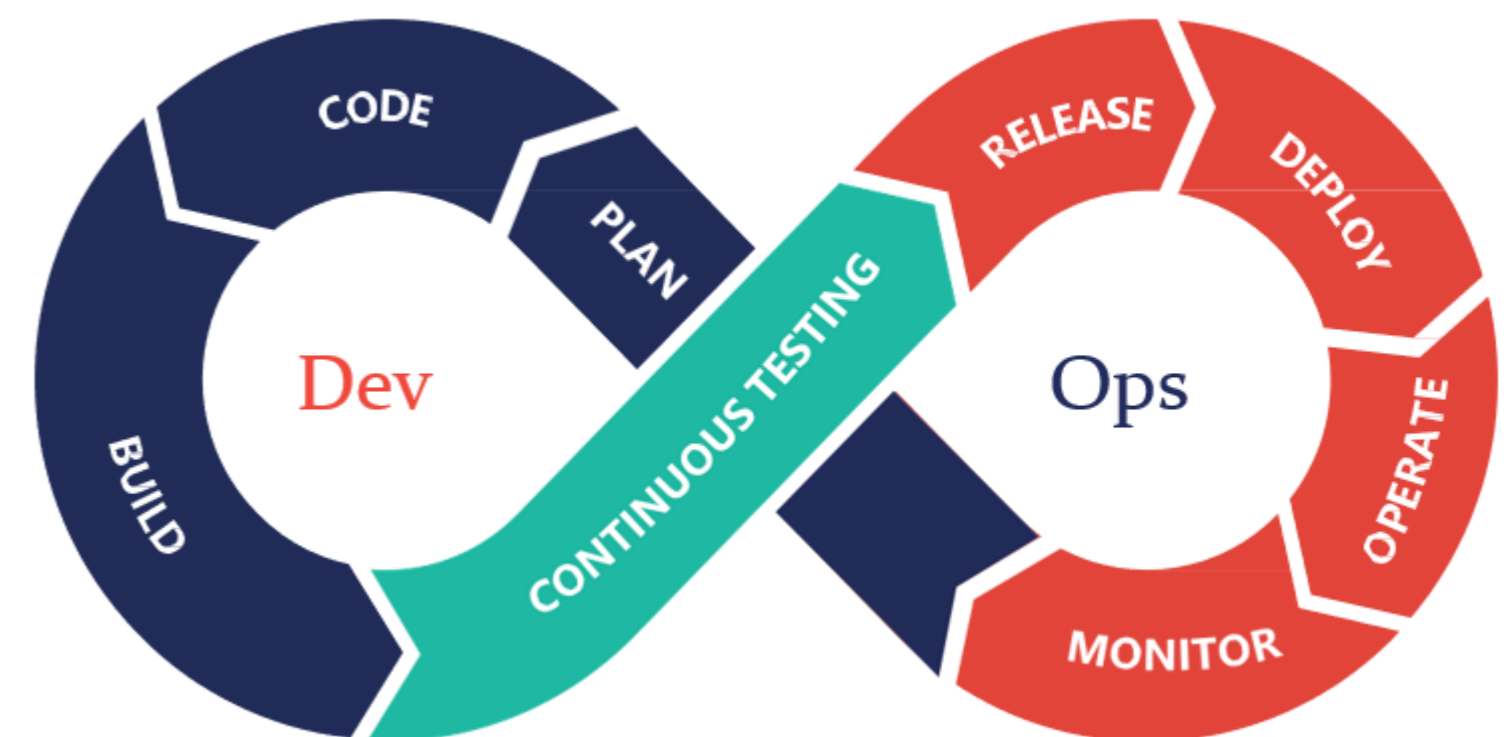 CODE
RELEASE
DEPLOY
PLAN
CONTINUOUS TESTING
Dev
Ops
BUILD
OPERATE
MONITOR